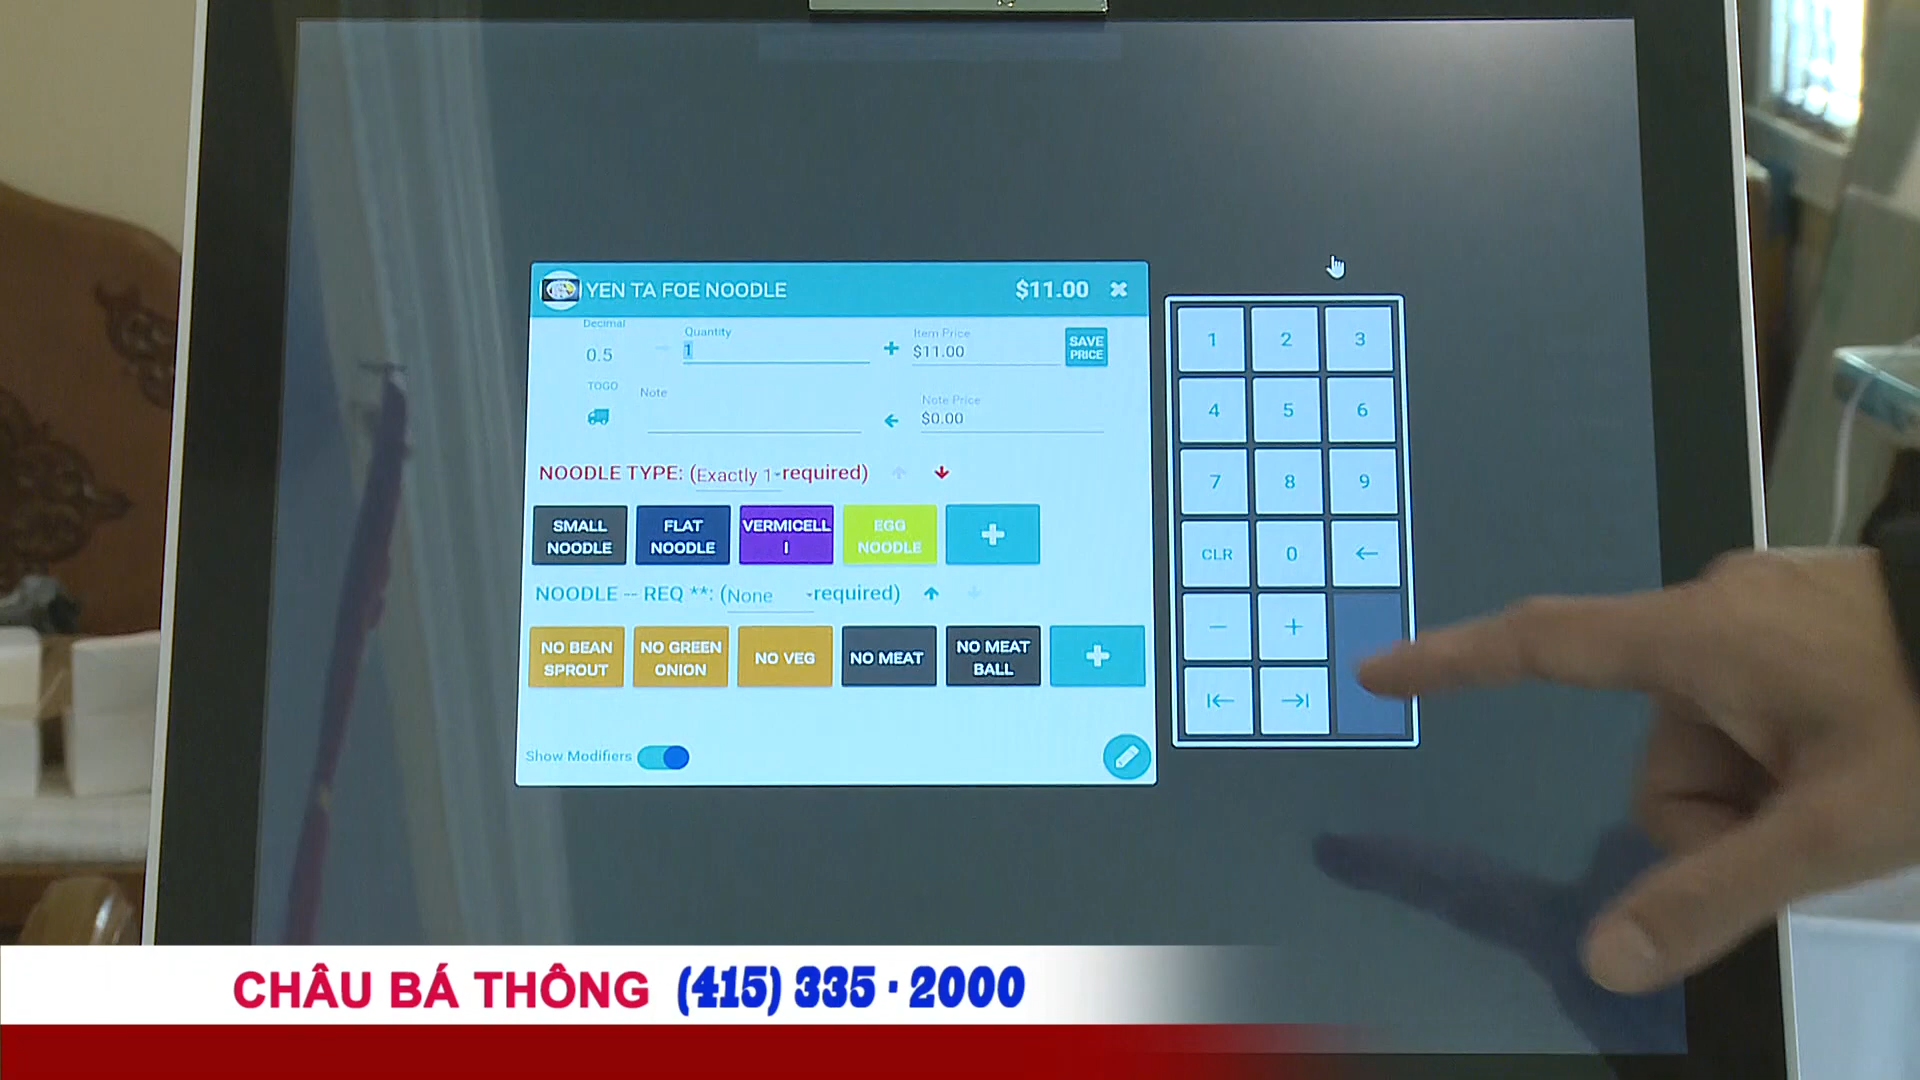 YEN TA FOE NOODLE $11.00 ✖
Decimal Quantity Item Price
0.5 − 1 + $11.00 SAVE PRICE
TOGO Note Note Price
← $0.00
NOODLE TYPE: (Exactly 1-required) ↑ ↓
SMALL NOODLE
FLAT NOODLE
VERMICELLI
EGG NOODLE
+
NOODLE -- REQ **: (None -required) ↑ ↓
NO BEAN SPROUT
NO GREEN ONION
NO VEG
NO MEAT
NO MEAT BALL
+
Show Modifiers
1 2 3
4 5 6
7 8 9
CLR 0 ←
− +
|← →|
CHÂU BÁ THÔNG (415) 335 · 2000